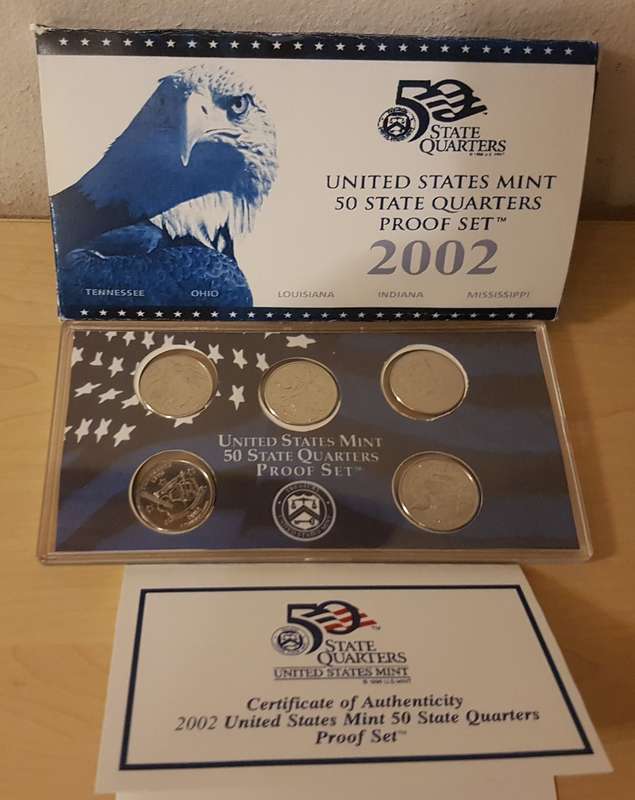 50
STATE
QUARTERS
UNITED STATES MINT
50 STATE QUARTERS
PROOF SET™
2002
TENNESSEE OHIO LOUISIANA INDIANA MISSISSIPPI
UNITED STATES MINT
50 STATE QUARTERS
PROOF SET™
50
STATE
QUARTERS
UNITED STATES MINT
Certificate of Authenticity
2002 United States Mint 50 State Quarters
Proof Set™